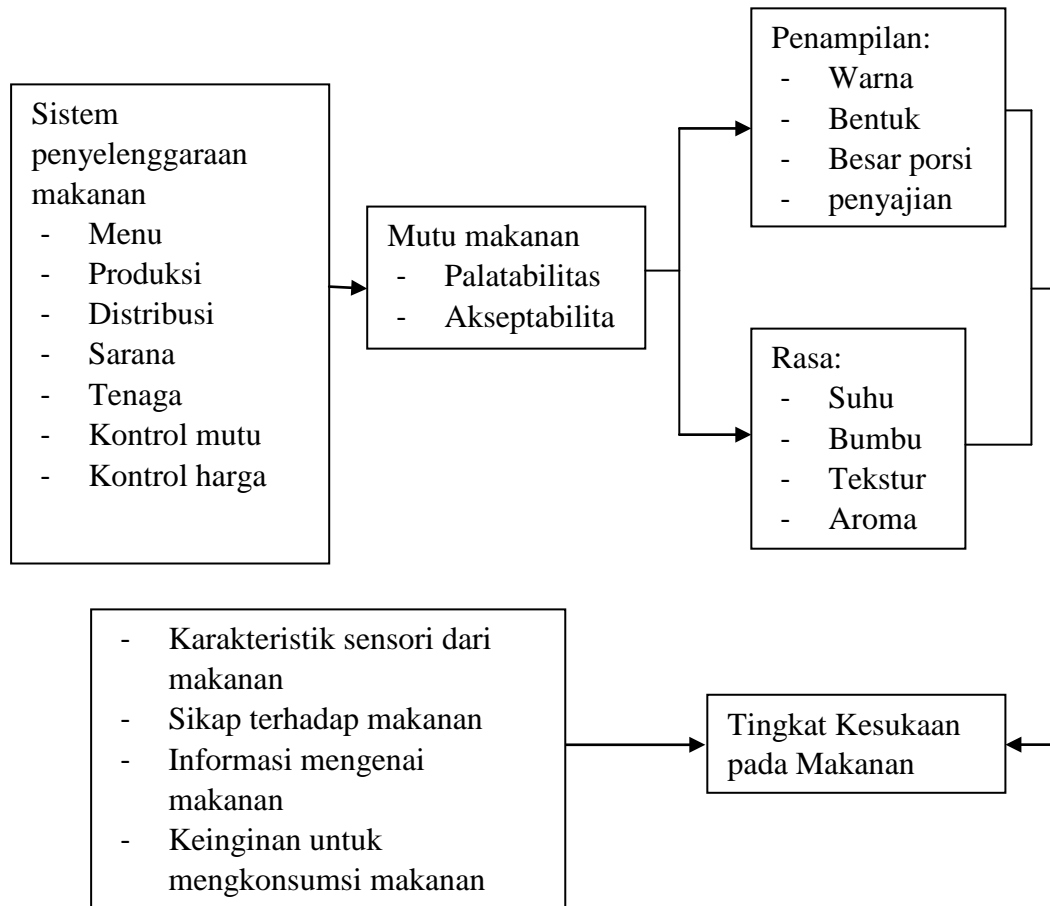 Sistem
penyelenggaraan
makanan
- Menu
- Produksi
- Distribusi
- Sarana
- Tenaga
- Kontrol mutu
- Kontrol harga
Mutu makanan
- Palatabilitas
- Akseptabilita
Penampilan:
- Warna
- Bentuk
- Besar porsi
- penyajian
Rasa:
- Suhu
- Bumbu
- Tekstur
- Aroma
- Karakteristik sensori dari
makanan
- Sikap terhadap makanan
- Informasi mengenai
makanan
- Keinginan untuk
mengkonsumsi makanan
Tingkat Kesukaan
pada Makanan